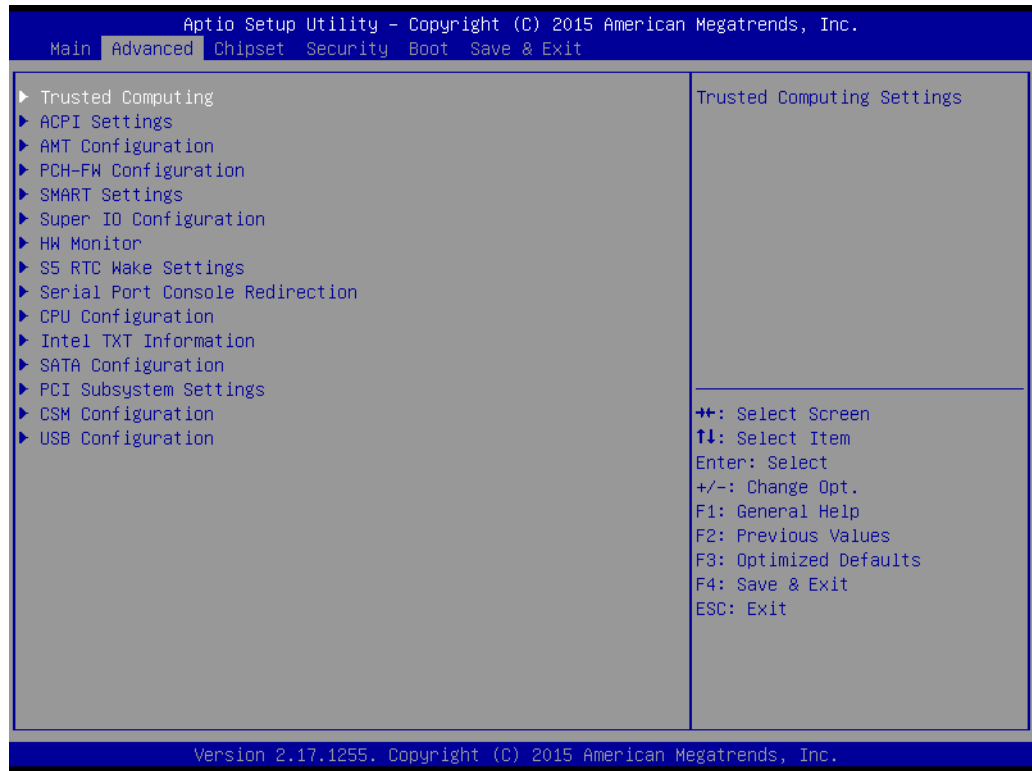 Aptio Setup Utility – Copyright (C) 2015 American Megatrends, Inc.
Main Advanced Chipset Security Boot Save & Exit
▶ Trusted Computing
▶ ACPI Settings
▶ AMT Configuration
▶ PCH-FW Configuration
▶ SMART Settings
▶ Super IO Configuration
▶ HW Monitor
▶ S5 RTC Wake Settings
▶ Serial Port Console Redirection
▶ CPU Configuration
▶ Intel TXT Information
▶ SATA Configuration
▶ PCI Subsystem Settings
▶ CSM Configuration
▶ USB Configuration
Trusted Computing Settings
→←: Select Screen
↑↓: Select Item
Enter: Select
+/-: Change Opt.
F1: General Help
F2: Previous Values
F3: Optimized Defaults
F4: Save & Exit
ESC: Exit
Version 2.17.1255. Copyright (C) 2015 American Megatrends, Inc.